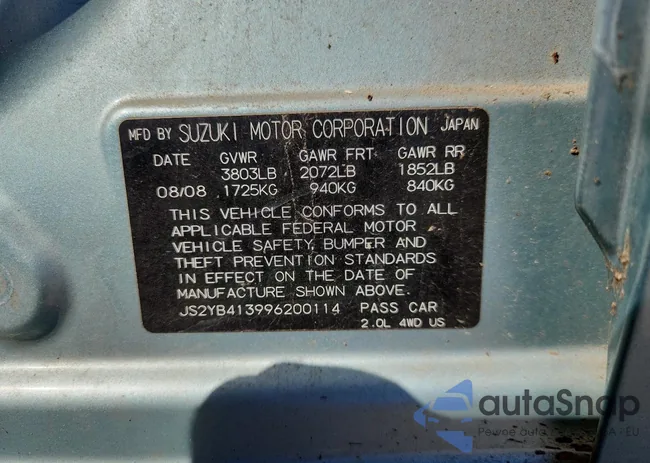 MFD BY SUZUKI MOTOR CORPORATION JAPAN
DATE GVWR GAWR FRT GAWR RR
3803LB 2072LB 1852LB
08/08 1725KG 940KG 840KG
THIS VEHICLE CONFORMS TO ALL
APPLICABLE FEDERAL MOTOR
VEHICLE SAFETY, BUMPER AND
THEFT PREVENTION STANDARDS
IN EFFECT ON THE DATE OF
MANUFACTURE SHOWN ABOVE.
JS2YB413996200114 PASS CAR
2.0L 4WD US
autaSnap